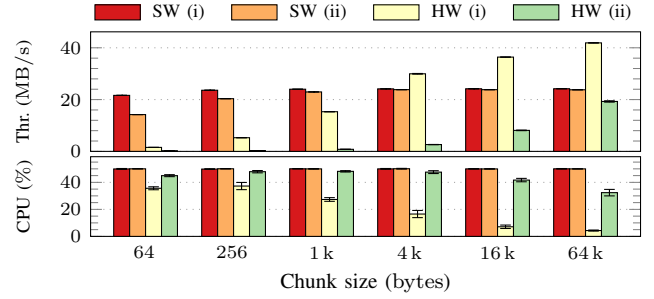 SW (i) SW (ii) HW (i) HW (ii)
40
20
0
Thr. (MB/s)
40
20
0
CPU (%)
64 256 1 k 4 k 16 k 64 k
Chunk size (bytes)